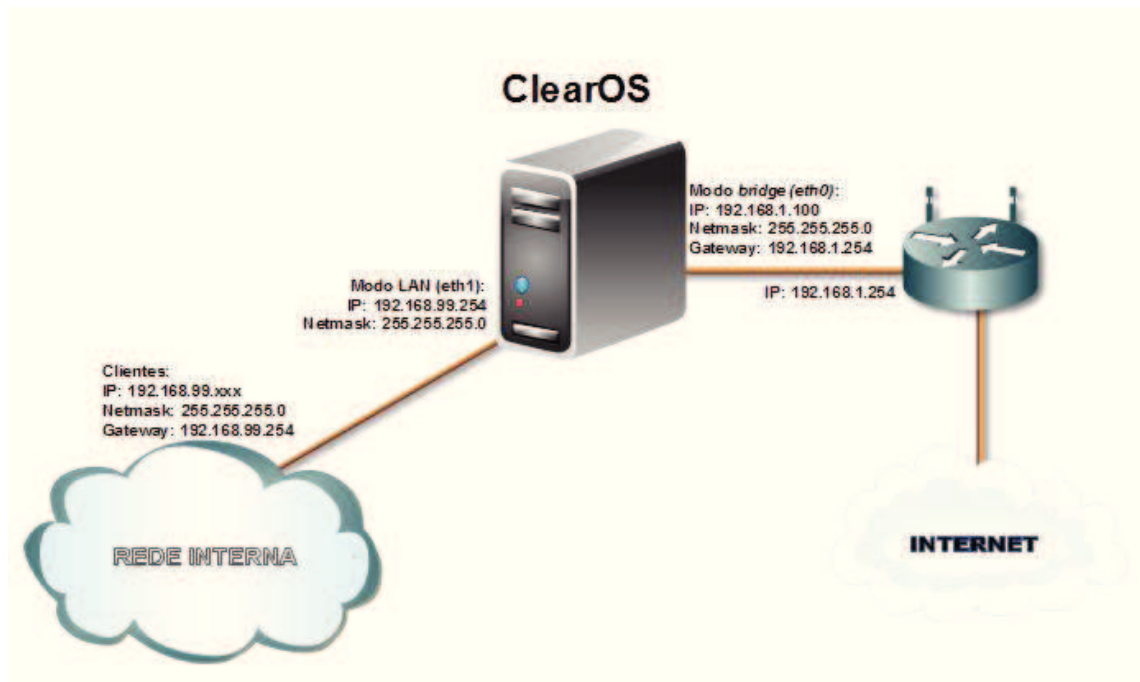 ClearOS
Modo bridge (eth0):
IP: 192.168.1.100
Netmask: 255.255.255.0
Gateway: 192.168.1.254
IP: 192.168.1.254
Modo LAN (eth1):
IP: 192.168.99.254
Netmask: 255.255.255.0
Clientes:
IP: 192.168.99.xxx
Netmask: 255.255.255.0
Gateway: 192.168.99.254
REDE INTERNA
INTERNET